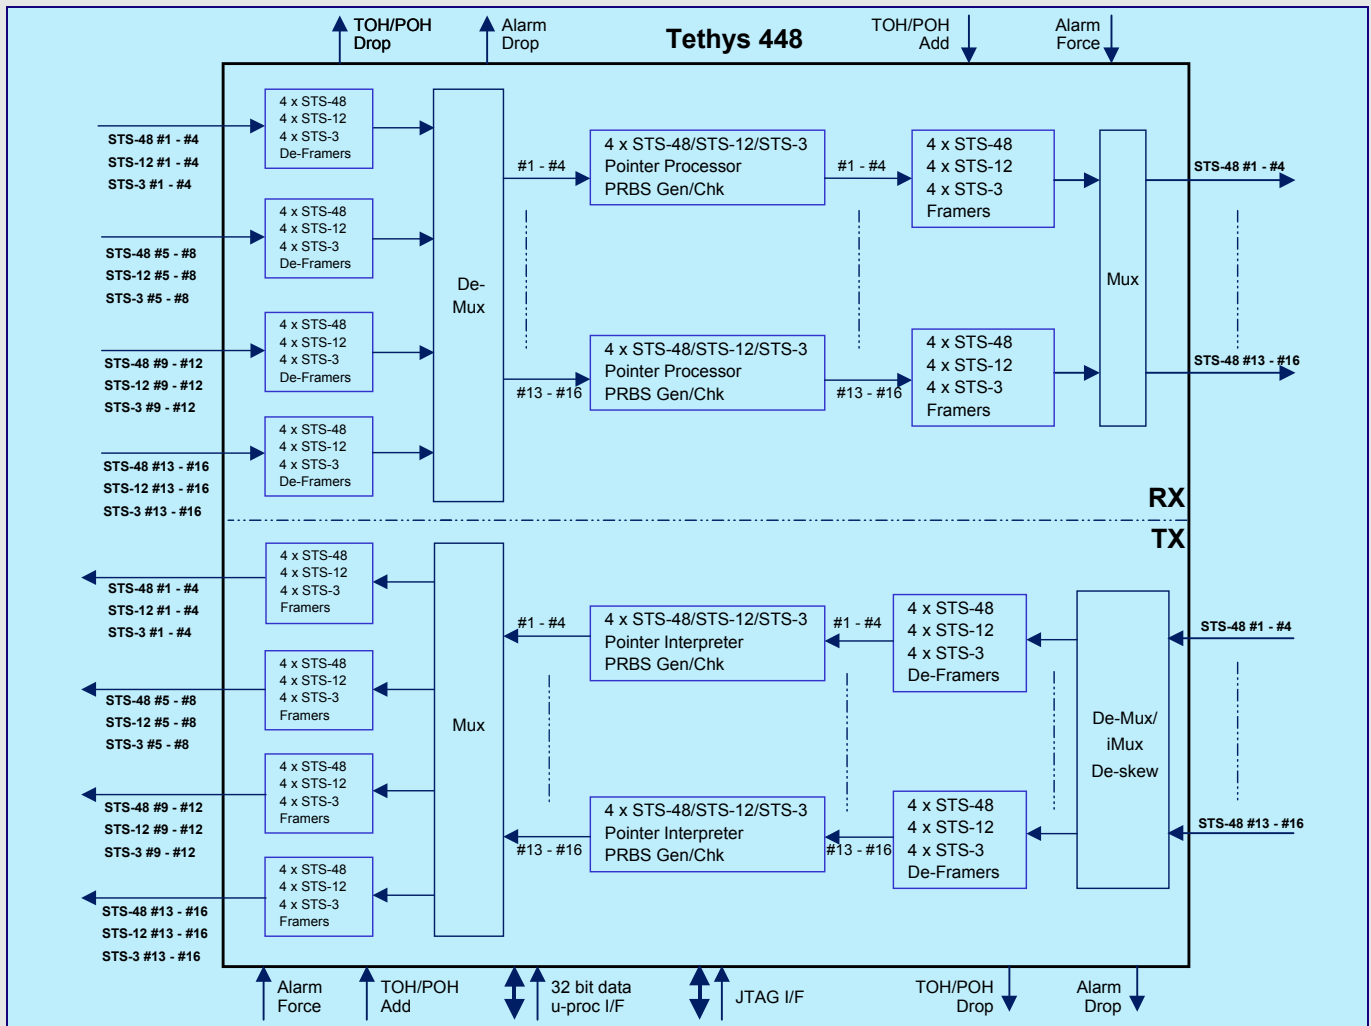 TOH/POH
Drop
Alarm
Drop
Tethys 448
TOH/POH
Add
Alarm
Force
STS-48 #1 - #4
STS-12 #1 - #4
STS-3 #1 - #4
4 x STS-48
4 x STS-12
4 x STS-3
De-Framers
STS-48 #5 - #8
STS-12 #5 - #8
STS-3 #5 - #8
4 x STS-48
4 x STS-12
4 x STS-3
De-Framers
STS-48 #9 - #12
STS-12 #9 - #12
STS-3 #9 - #12
4 x STS-48
4 x STS-12
4 x STS-3
De-Framers
STS-48 #13 - #16
STS-12 #13 - #16
STS-3 #13 - #16
4 x STS-48
4 x STS-12
4 x STS-3
De-Framers
De-
Mux
#1 - #4
4 x STS-48/STS-12/STS-3
Pointer Processor
PRBS Gen/Chk
#1 - #4
4 x STS-48
4 x STS-12
4 x STS-3
Framers
#13 - #16
4 x STS-48/STS-12/STS-3
Pointer Processor
PRBS Gen/Chk
#13 - #16
4 x STS-48
4 x STS-12
4 x STS-3
Framers
Mux
STS-48 #1 - #4
STS-48 #13 - #16
RX
TX
STS-48 #1 - #4
STS-12 #1 - #4
STS-3 #1 - #4
4 x STS-48
4 x STS-12
4 x STS-3
Framers
STS-48 #5 - #8
STS-12 #5 - #8
STS-3 #5 - #8
4 x STS-48
4 x STS-12
4 x STS-3
Framers
STS-48 #9 - #12
STS-12 #9 - #12
STS-3 #9 - #12
4 x STS-48
4 x STS-12
4 x STS-3
Framers
STS-48 #13 - #16
STS-12 #13 - #16
STS-3 #13 - #16
4 x STS-48
4 x STS-12
4 x STS-3
Framers
Mux
#1 - #4
4 x STS-48/STS-12/STS-3
Pointer Interpreter
PRBS Gen/Chk
#1 - #4
4 x STS-48
4 x STS-12
4 x STS-3
De-Framers
#13 - #16
4 x STS-48/STS-12/STS-3
Pointer Interpreter
PRBS Gen/Chk
#13 - #16
4 x STS-48
4 x STS-12
4 x STS-3
De-Framers
De-Mux/
iMux
De-skew
STS-48 #1 - #4
STS-48 #13 - #16
Alarm
Force
TOH/POH
Add
32 bit data
u-proc I/F
JTAG I/F
TOH/POH
Drop
Alarm
Drop